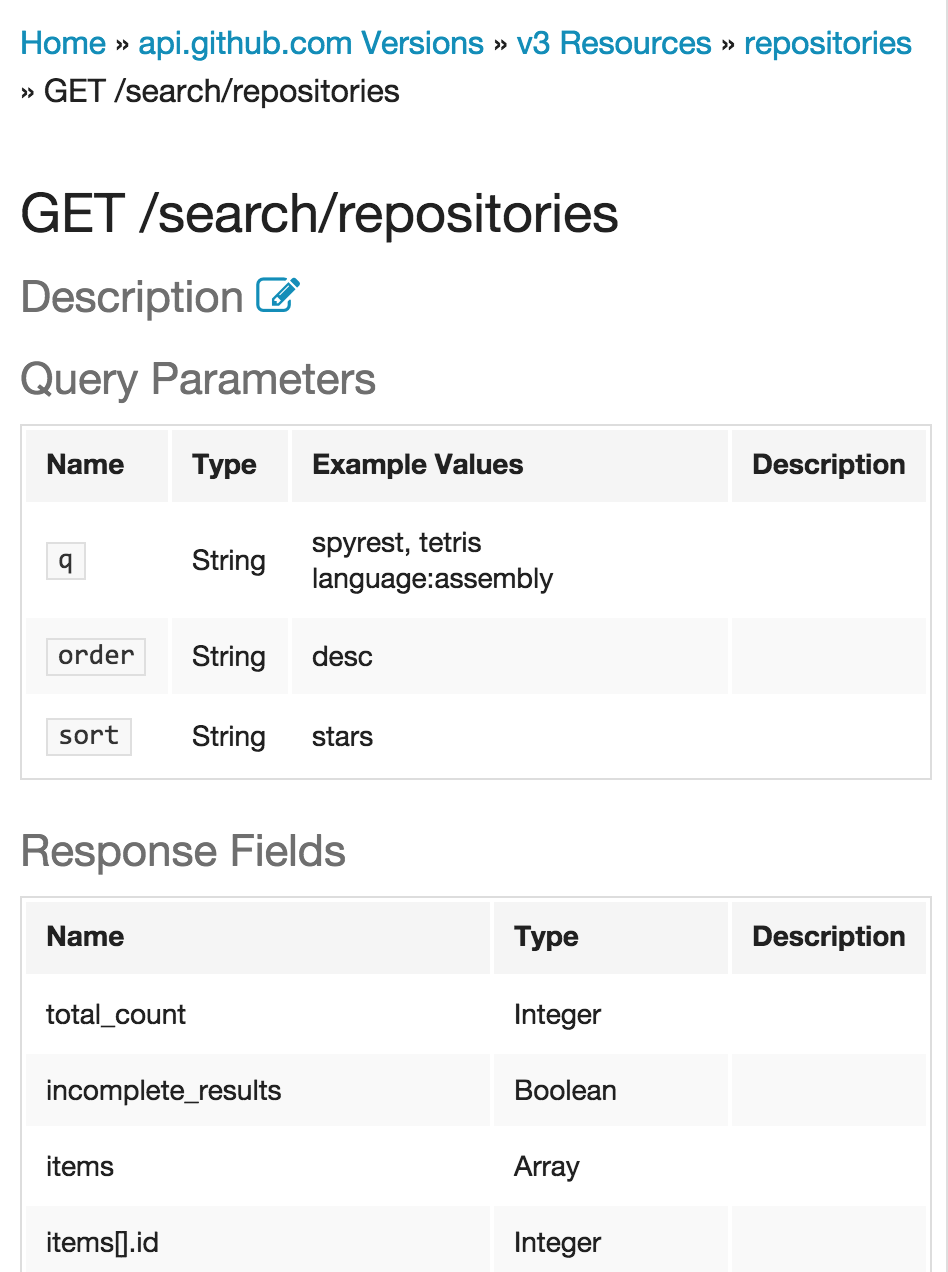 Home » api.github.com Versions » v3 Resources » repositories
» GET /search/repositories
GET /search/repositories
Description
Query Parameters
Name Type Example Values Description
q String spyrest, tetris
language:assembly
order String desc
sort String stars
Response Fields
Name Type Description
total_count Integer
incomplete_results Boolean
items Array
items[].id Integer